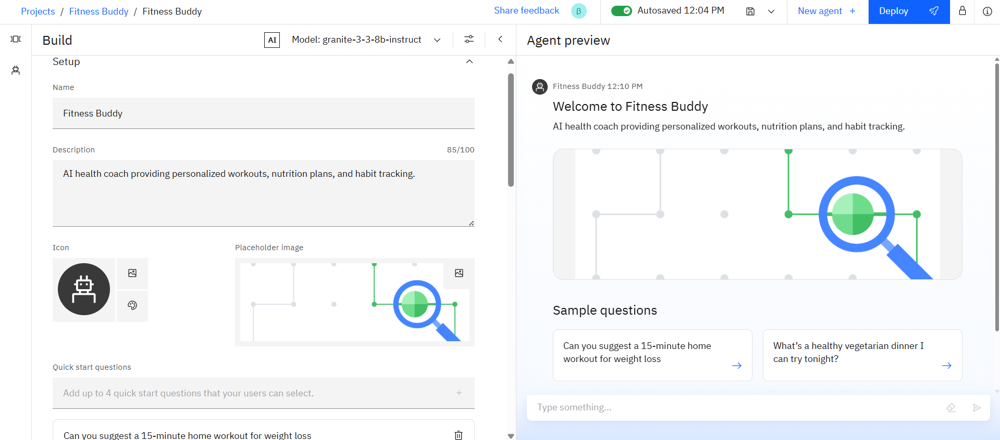 Projects / Fitness Buddy / Fitness Buddy
Share feedback β
Autosaved 12:04 PM
New agent +
Deploy
Build
AI
Model: granite-3-3-8b-instruct
Setup
Name
Fitness Buddy
Description 85/100
AI health coach providing personalized workouts, nutrition plans, and habit tracking.
Icon
Placeholder image
Quick start questions
Add up to 4 quick start questions that your users can select.
Can you suggest a 15-minute home workout for weight loss
Agent preview
Fitness Buddy 12:10 PM
Welcome to Fitness Buddy
AI health coach providing personalized workouts, nutrition plans, and habit tracking.
Sample questions
Can you suggest a 15-minute home
workout for weight loss
What’s a healthy vegetarian dinner I
can try tonight?
Type something...